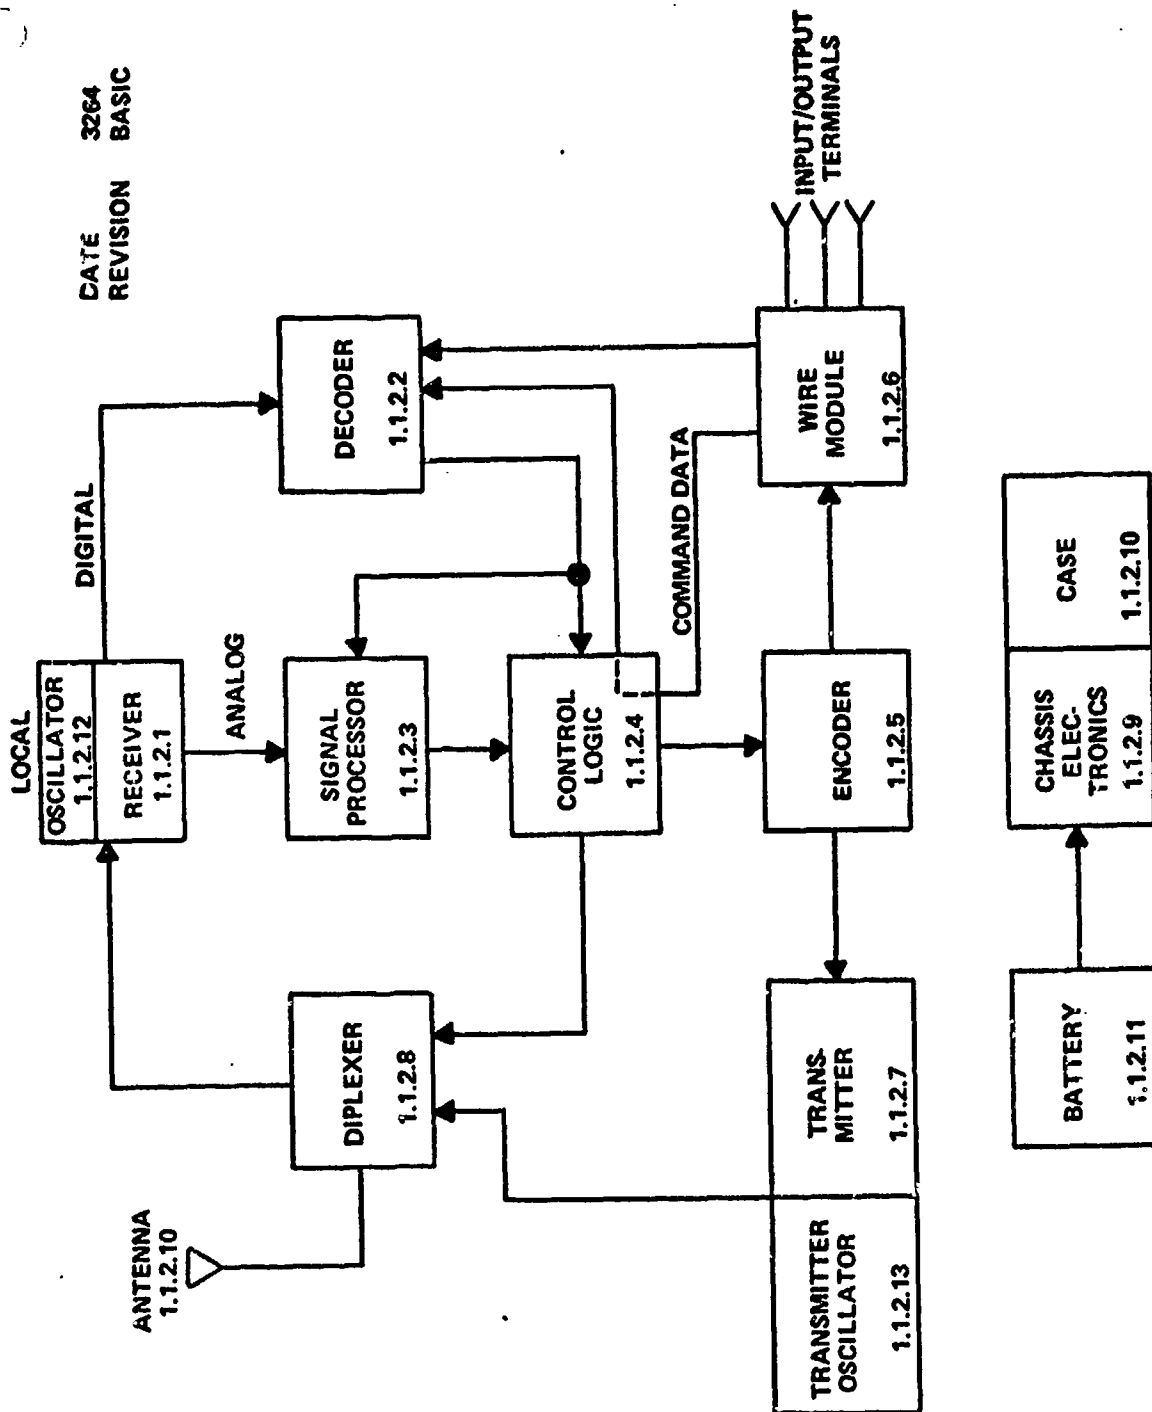 DATE 3264
REVISION BASIC
ANTENNA
1.1.2.10
LOCAL
OSCILLATOR
1.1.2.12
RECEIVER
1.1.2.1
DIGITAL
ANALOG
DIPLEXER
1.1.2.8
SIGNAL
PROCESSOR
1.1.2.3
DECODER
1.1.2.2
CONTROL
LOGIC
1.1.2.4
COMMAND DATA
TRANSMITTER
OSCILLATOR
1.1.2.13
TRANS-
MITTER
1.1.2.7
ENCODER
1.1.2.5
WIRE
MODULE
1.1.2.6
INPUT/OUTPUT
TERMINALS
BATTERY
1.1.2.11
CHASSIS
ELEC-
TRONICS
1.1.2.9
CASE
1.1.2.10